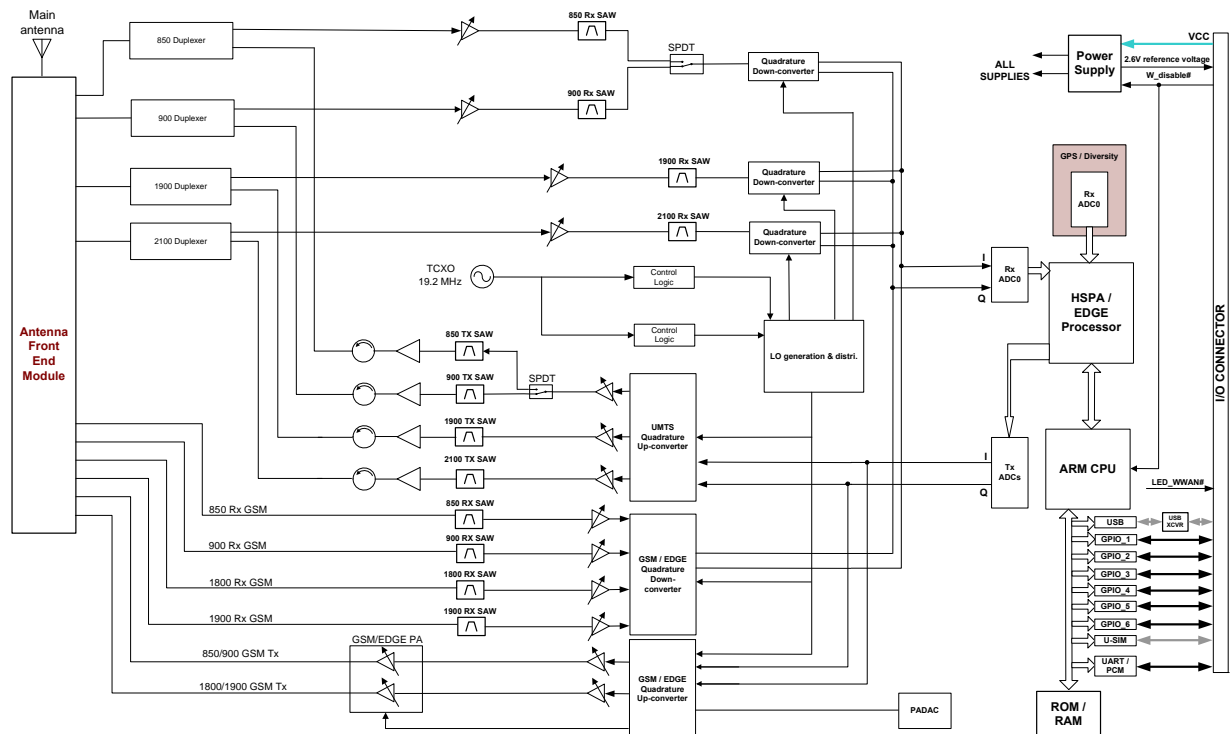 Main
antenna
850 Duplexer
850 Rx SAW
SPDT
Quadrature
Down-converter
900 Duplexer
900 Rx SAW
1900 Duplexer
1900 Rx SAW
Quadrature
Down-converter
2100 Duplexer
2100 Rx SAW
Quadrature
Down-converter
TCXO
19.2 MHz
Control
Logic
Control
Logic
LO generation & distri.
Antenna
Front
End
Module
850 TX SAW
900 TX SAW
SPDT
1900 TX SAW
2100 TX SAW
UMTS
Quadrature
Up-converter
850 Rx GSM
850 RX SAW
900 Rx GSM
900 RX SAW
1800 Rx GSM
1800 RX SAW
1900 Rx GSM
1900 RX SAW
GSM / EDGE
Quadrature
Down-
converter
GSM/EDGE PA
850/900 GSM Tx
1800/1900 GSM Tx
GSM / EDGE
Quadrature
Up-converter
PADAC
ALL
SUPPLIES
Power
Supply
VCC
2.6V reference voltage
W_disable#
GPS / Diversity
Rx
ADC0
I
Q
Rx
ADC0
HSPA /
EDGE
Processor
I
Q
Tx
ADCs
ARM CPU
LED_WWAN#
USB
USB
XCVR
GPIO_1
GPIO_2
GPIO_3
GPIO_4
GPIO_5
GPIO_6
U-SIM
UART /
PCM
ROM /
RAM
I/O CONNECTOR